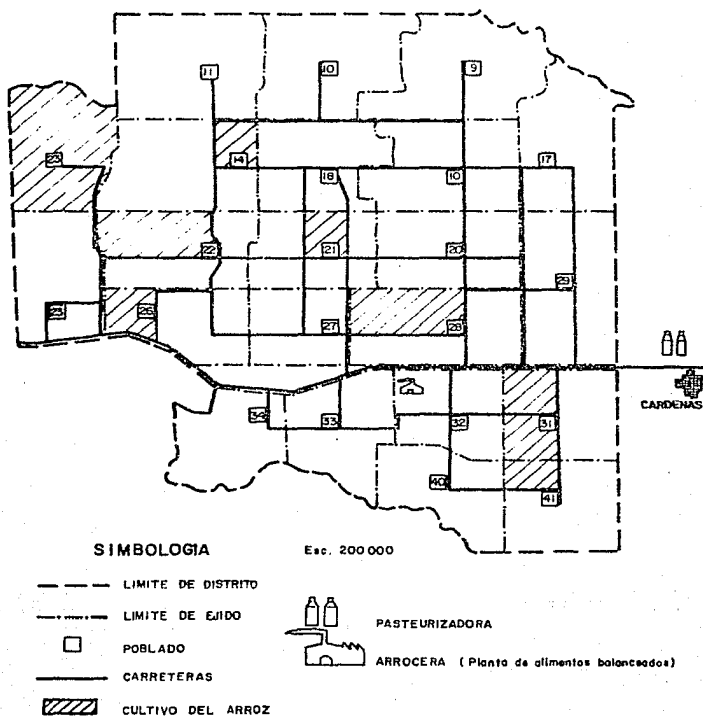 11
10
9
23
14
18
10
17
22
21
20
29
25
26
27
28
CARDENAS
34
33
32
31
40
41
SIMBOLOGIA
Esc. 200 000
LIMITE DE DISTRITO
LIMITE DE EJIDO
POBLADO
CARRETERAS
CULTIVO DEL ARROZ
PASTEURIZADORA
ARROCERA (Planta de alimentos balanceados)